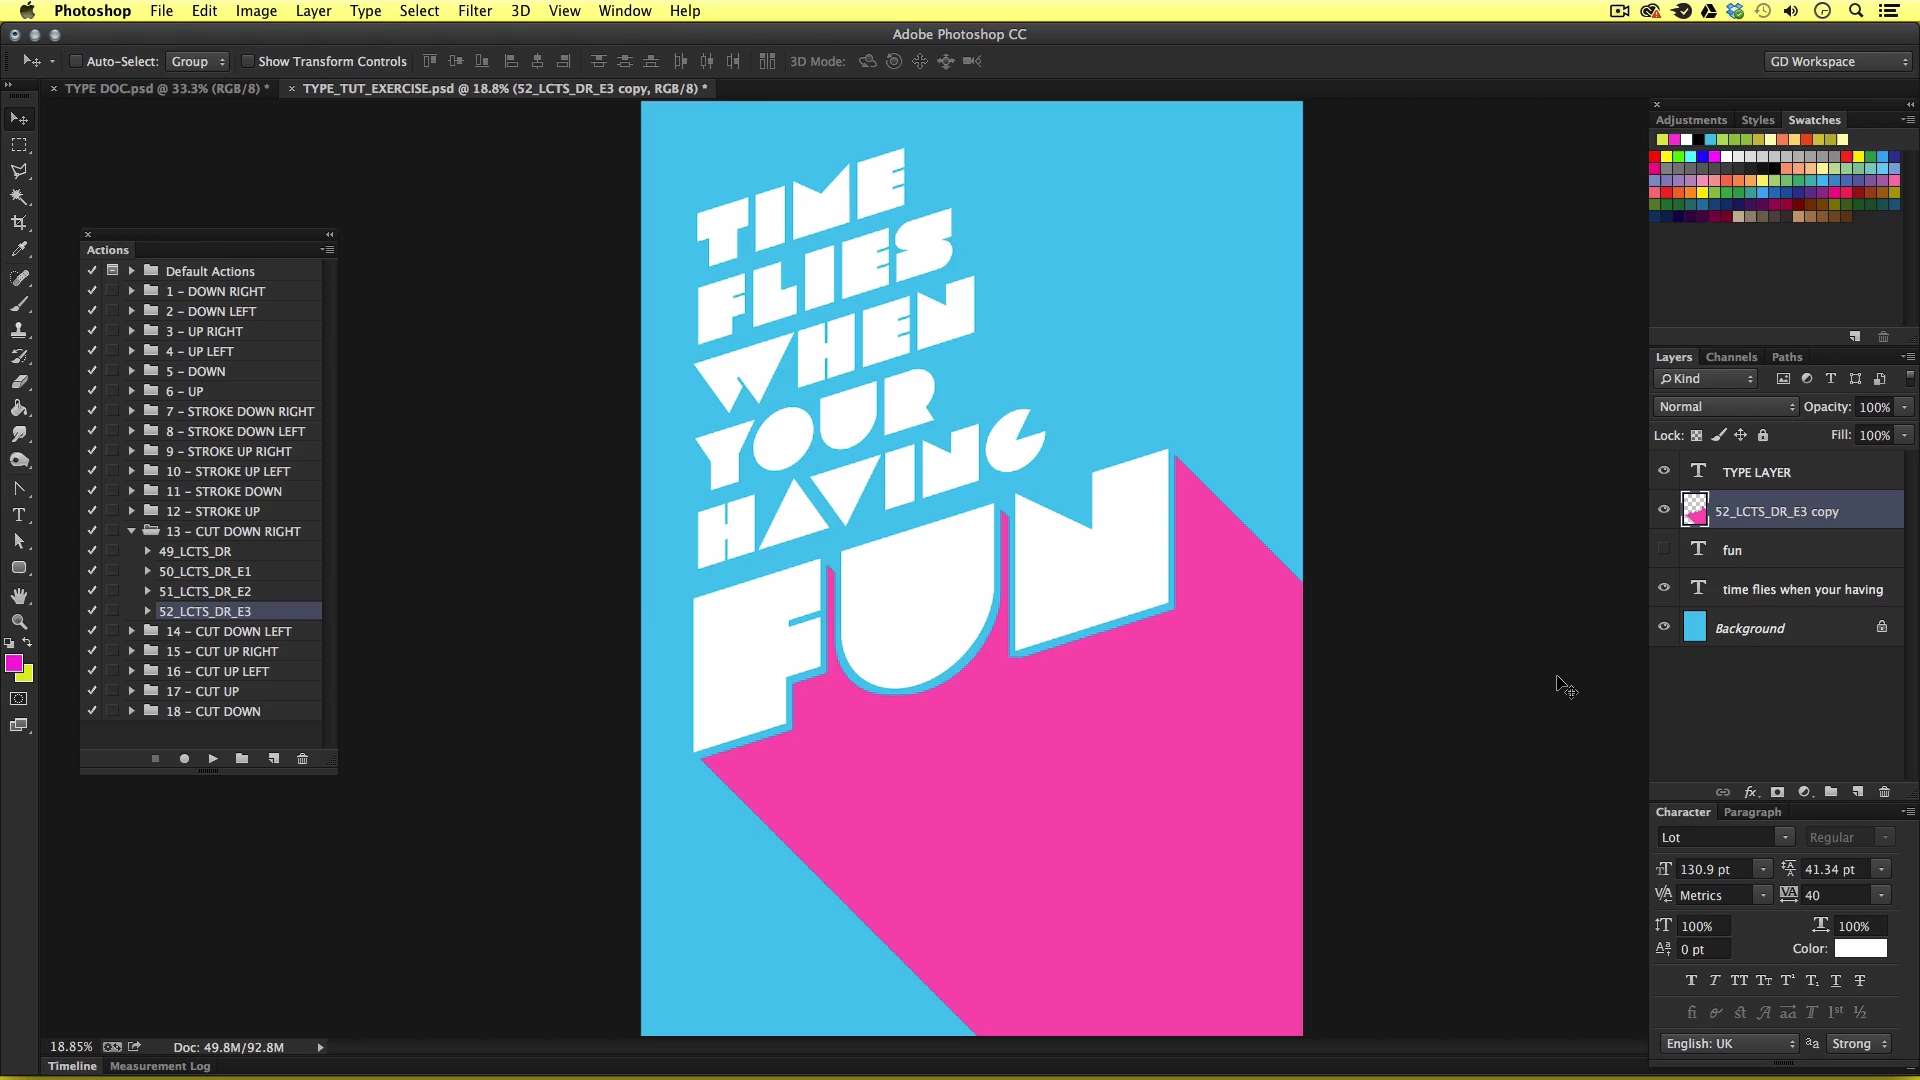 Photoshop File Edit Image Layer Type Select Filter 3D View Window Help
Adobe Photoshop CC
Auto-Select: Group Show Transform Controls 3D Mode: GD Workspace
TYPE DOC.psd @ 33.3% (RGB/8) * TYPE_TUT_EXERCISE.psd @ 18.8% (52_LCTS_DR_E3 copy, RGB/8) *
Actions
Default Actions
1 - DOWN RIGHT
2 - DOWN LEFT
3 - UP RIGHT
4 - UP LEFT
5 - DOWN
6 - UP
7 - STROKE DOWN RIGHT
8 - STROKE DOWN LEFT
9 - STROKE UP RIGHT
10 - STROKE UP LEFT
11 - STROKE DOWN
12 - STROKE UP
13 - CUT DOWN RIGHT
49_LCTS_DR
50_LCTS_DR_E1
51_LCTS_DR_E2
52_LCTS_DR_E3
14 - CUT DOWN LEFT
15 - CUT UP RIGHT
16 - CUT UP LEFT
17 - CUT UP
18 - CUT DOWN
TIME
FLIES
WHEN
YOUR
HAVING
FUN
Adjustments Styles Swatches
Layers Channels Paths
Kind
Normal Opacity: 100%
Lock: Fill: 100%
TYPE LAYER
52_LCTS_DR_E3 copy
fun
time flies when your having
Background
Character Paragraph
Lot Regular
130.9 pt 41.34 pt
Metrics 40
100% 100%
0 pt Color:
English: UK Strong
18.85% Doc: 49.8M/92.8M
Timeline Measurement Log